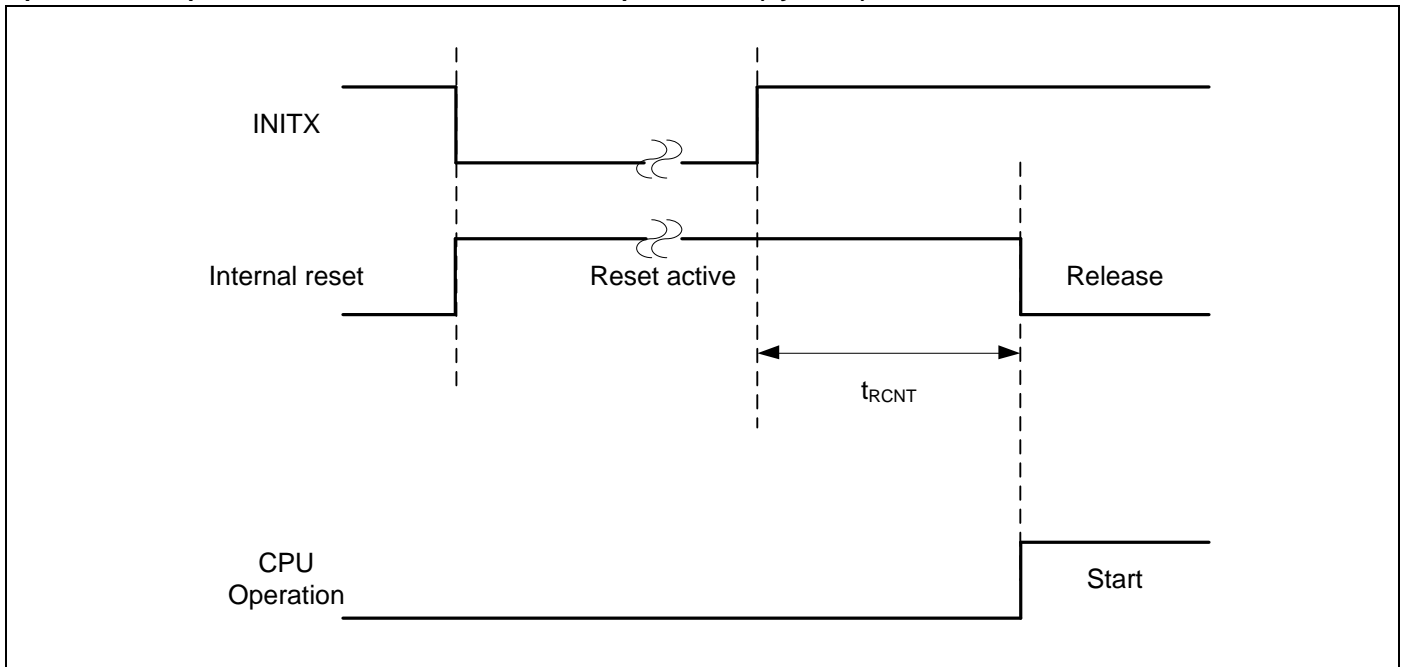 INITX
Internal reset
Reset active
Release
tRCNT
CPU
Operation
Start